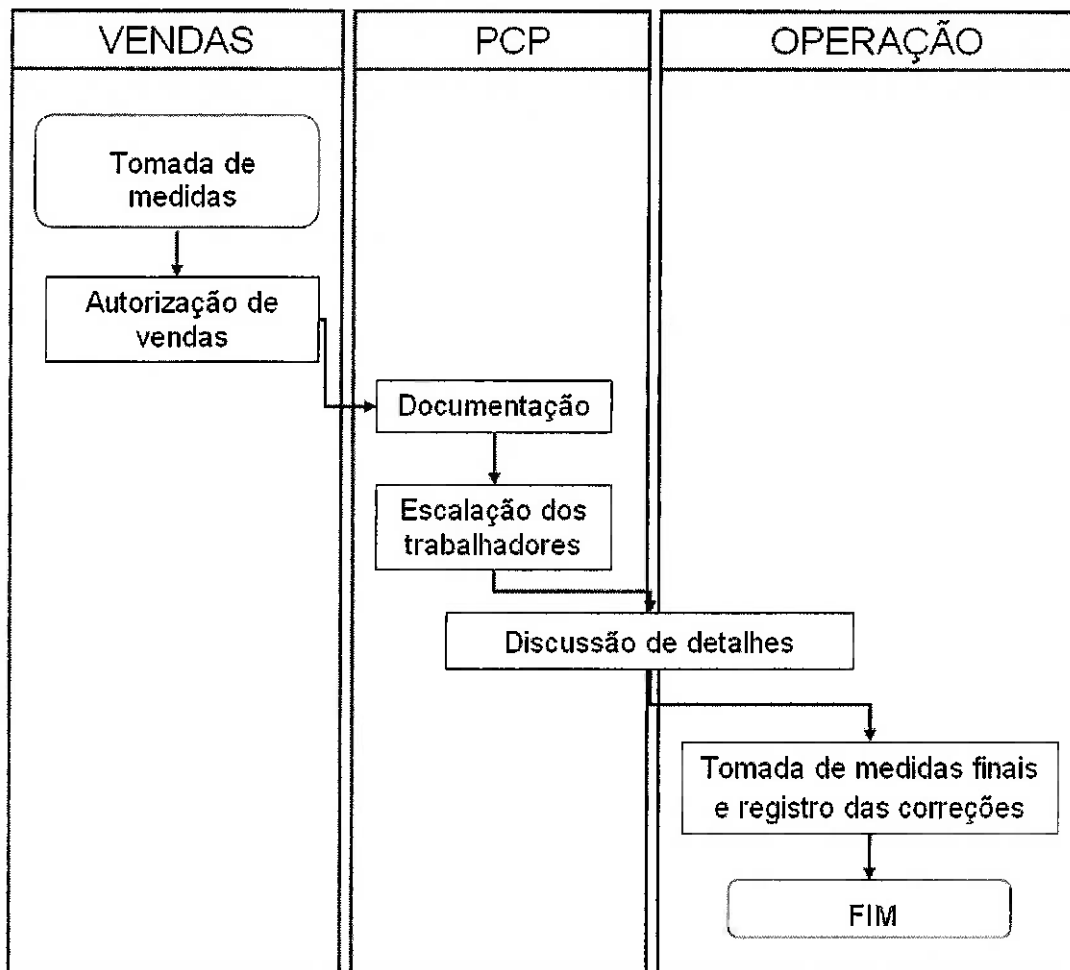 VENDAS
PCP
OPERAÇÃO
Tomada de
medidas
Autorização de
vendas
Documentação
Escalação dos
trabalhadores
Discussão de detalhes
Tomada de medidas finais
e registro das correções
FIM